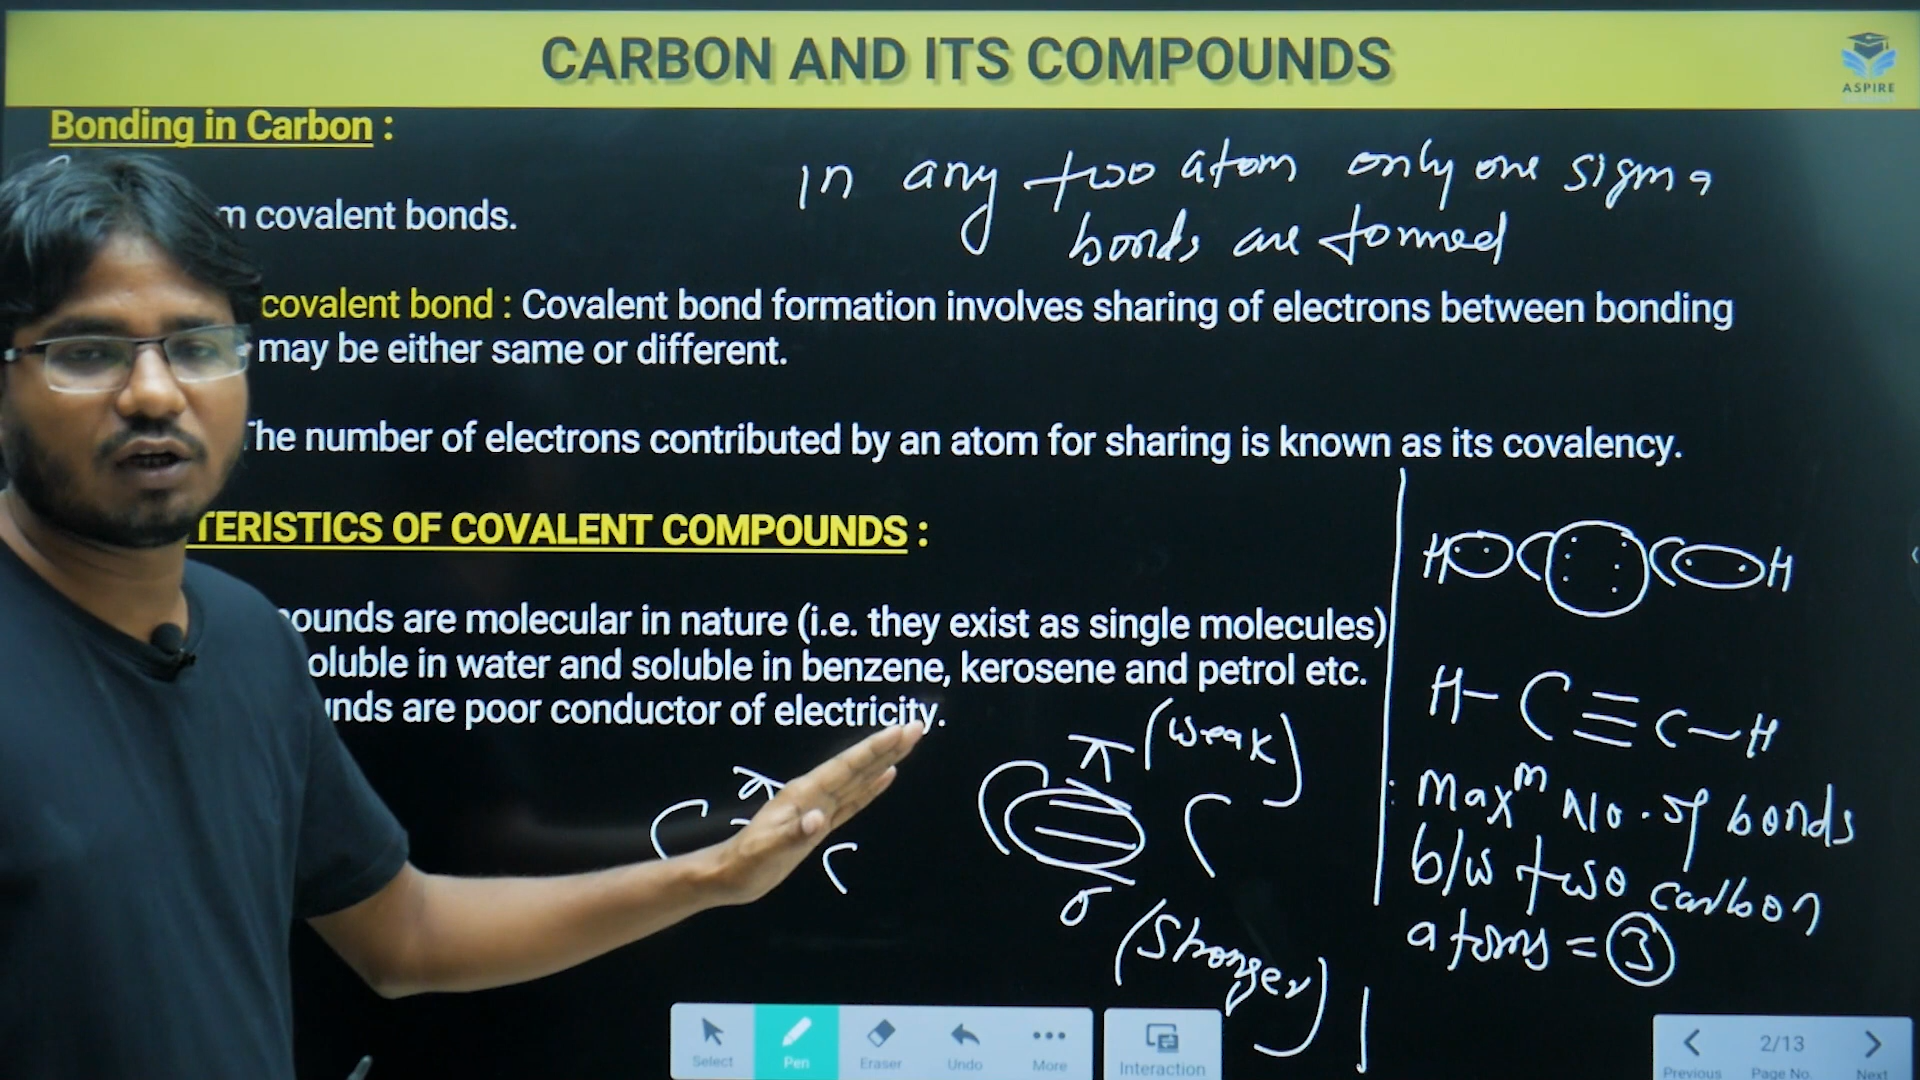 CARBON AND ITS COMPOUNDS
ASPIRE
Bonding in Carbon :
In any two atom only one sigma
bonds are formed
m covalent bonds.
covalent bond : Covalent bond formation involves sharing of electrons between bonding
may be either same or different.
The number of electrons contributed by an atom for sharing is known as its covalency.
TERISTICS OF COVALENT COMPOUNDS :
ounds are molecular in nature (i.e. they exist as single molecules)
oluble in water and soluble in benzene, kerosene and petrol etc.
unds are poor conductor of electricity.
H C C H
H-C≡C-H
Max^m No. of bonds
b/w two carbon
atoms = 3
π
C C
π (weak)
C C
σ
(Stronger)
Select Pen Eraser Undo More
Interaction
2/13
Previous Page No. Next